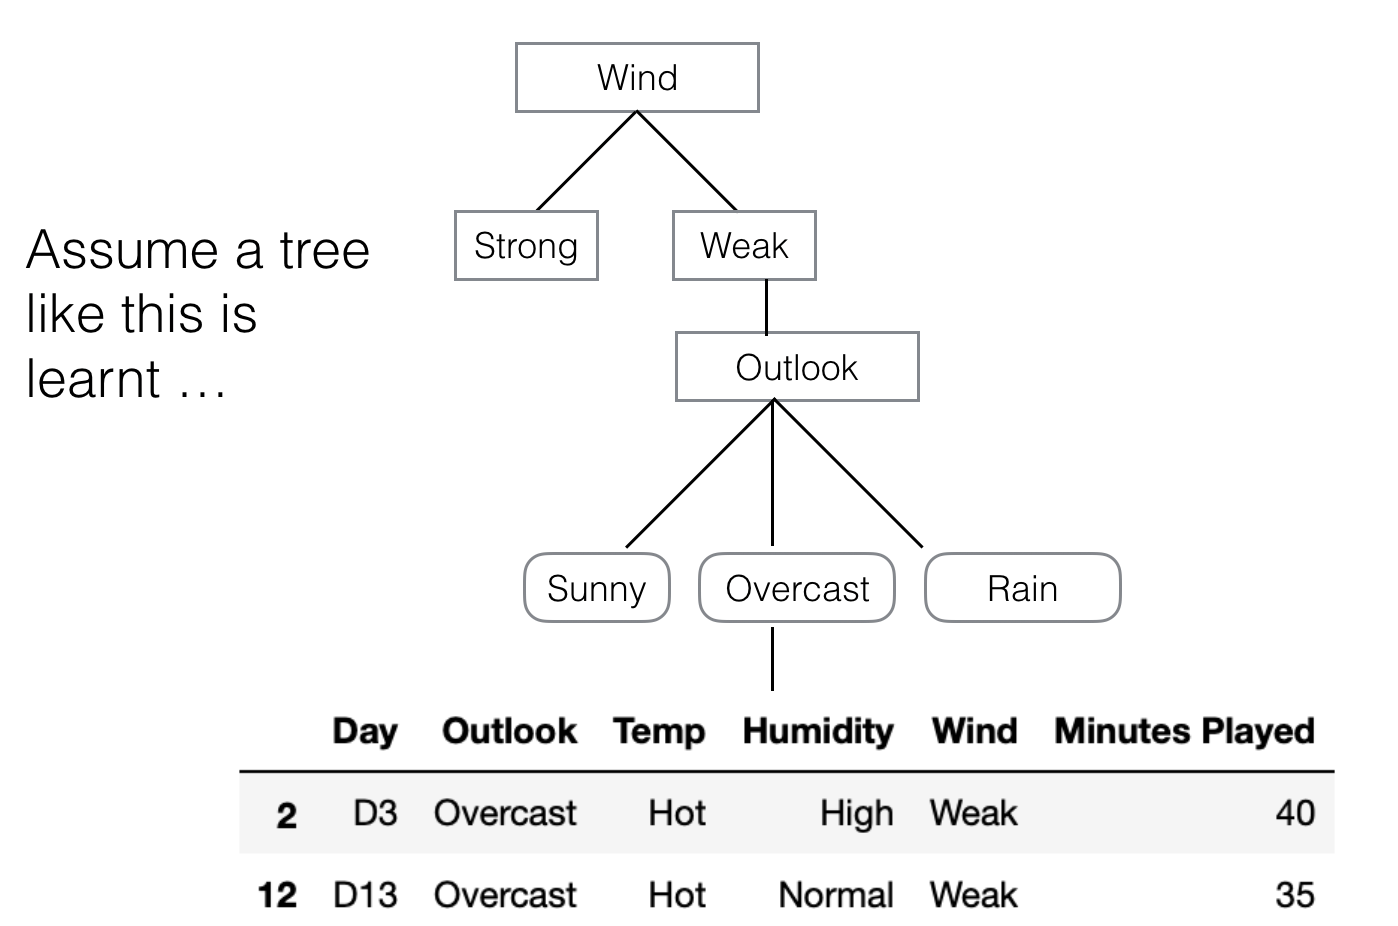 Wind
Strong Weak
Assume a tree
like this is
learnt ...
Outlook
Sunny Overcast Rain
Day Outlook Temp Humidity Wind Minutes Played
2 D3 Overcast Hot High Weak 40
12 D13 Overcast Hot Normal Weak 35